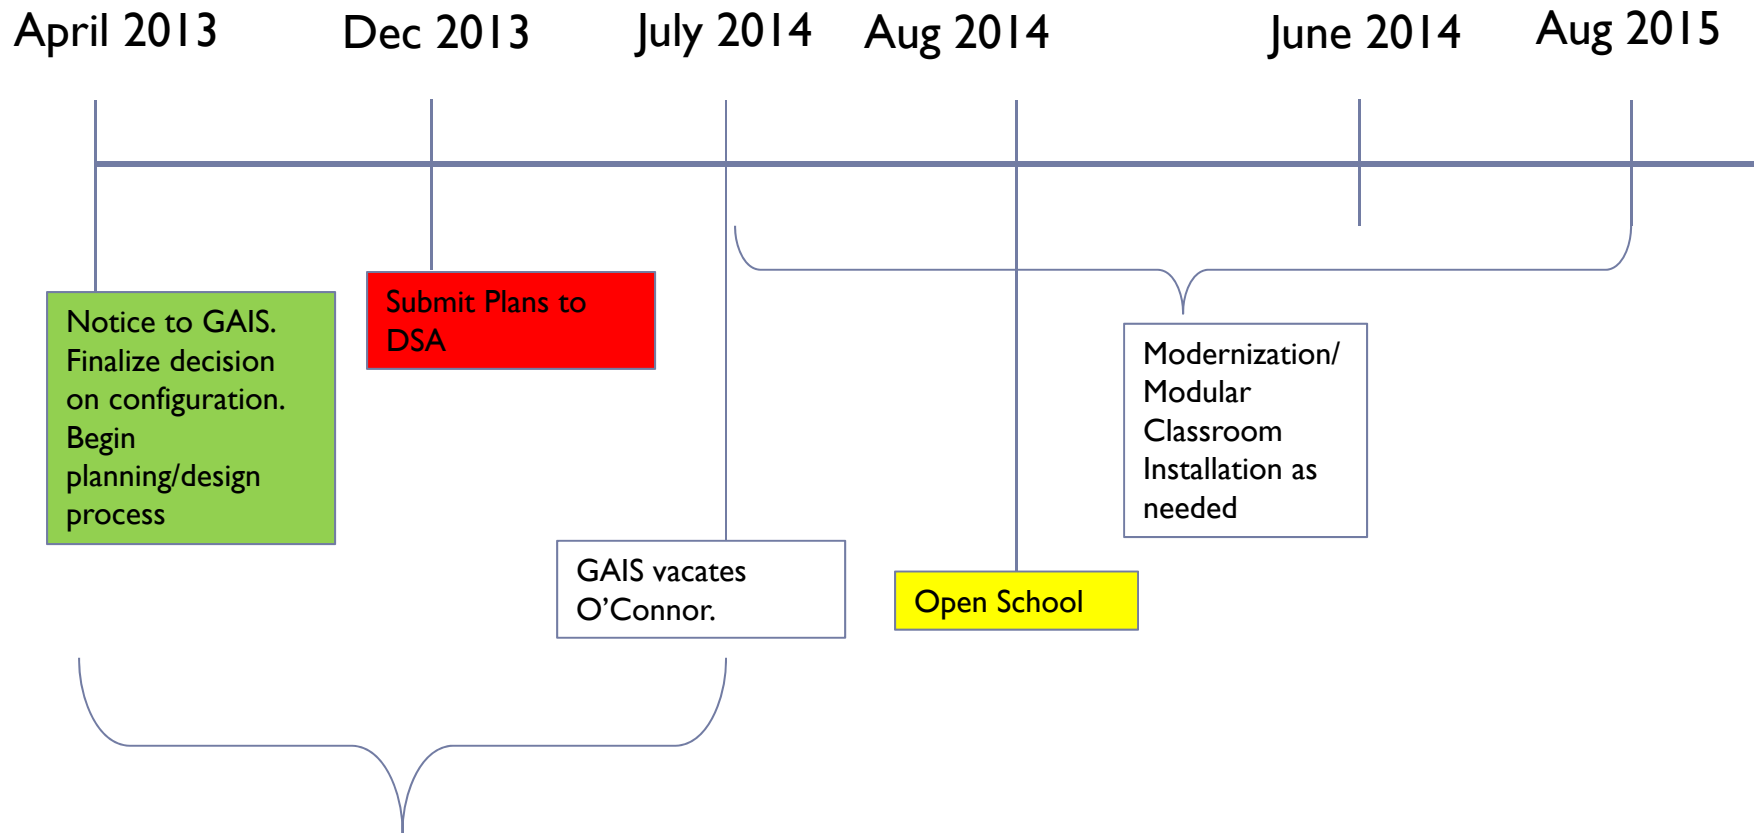 April 2013
Dec 2013
July 2014
Aug 2014
June 2014
Aug 2015
Notice to GAIS.
Finalize decision
on configuration.
Begin
planning/design
process
Submit Plans to
DSA
GAIS vacates
O’Connor.
Open School
Modernization/
Modular
Classroom
Installation as
needed